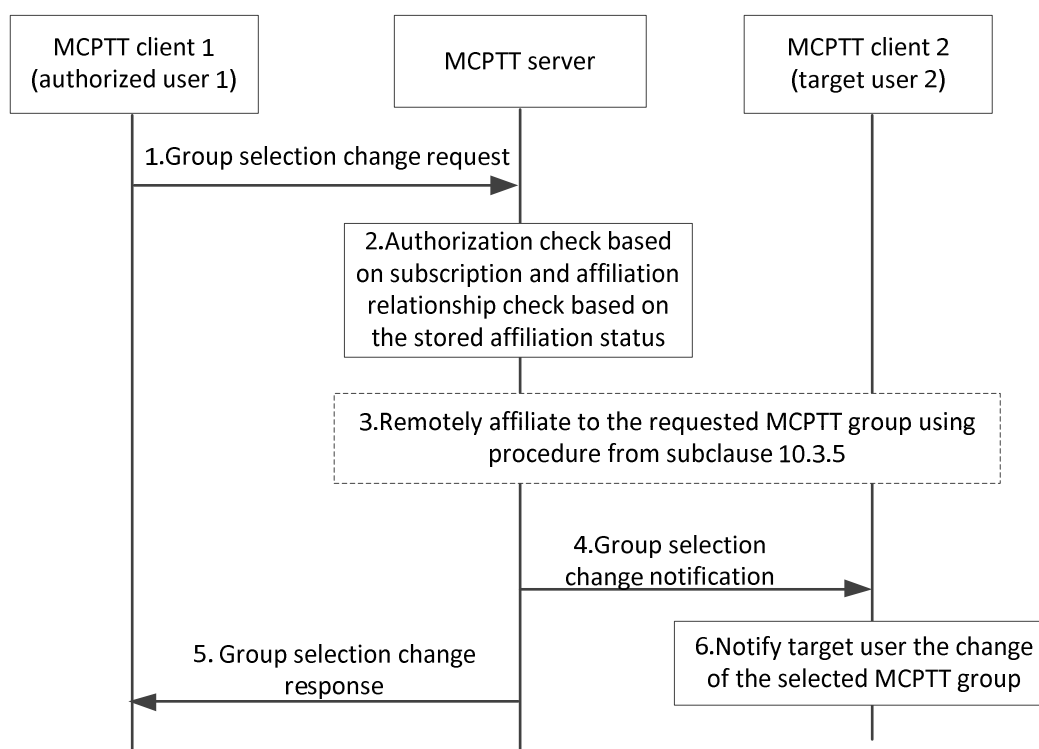 MCPTT client 1
(authorized user 1)
MCPTT server
MCPTT client 2
(target user 2)
1.Group selection change request
2.Authorization check based
on subscription and affiliation
relationship check based on
the stored affiliation status
3.Remotely affiliate to the requested MCPTT group using
procedure from subclause 10.3.5
4.Group selection
change notification
5. Group selection change
response
6.Notify target user the change
of the selected MCPTT group